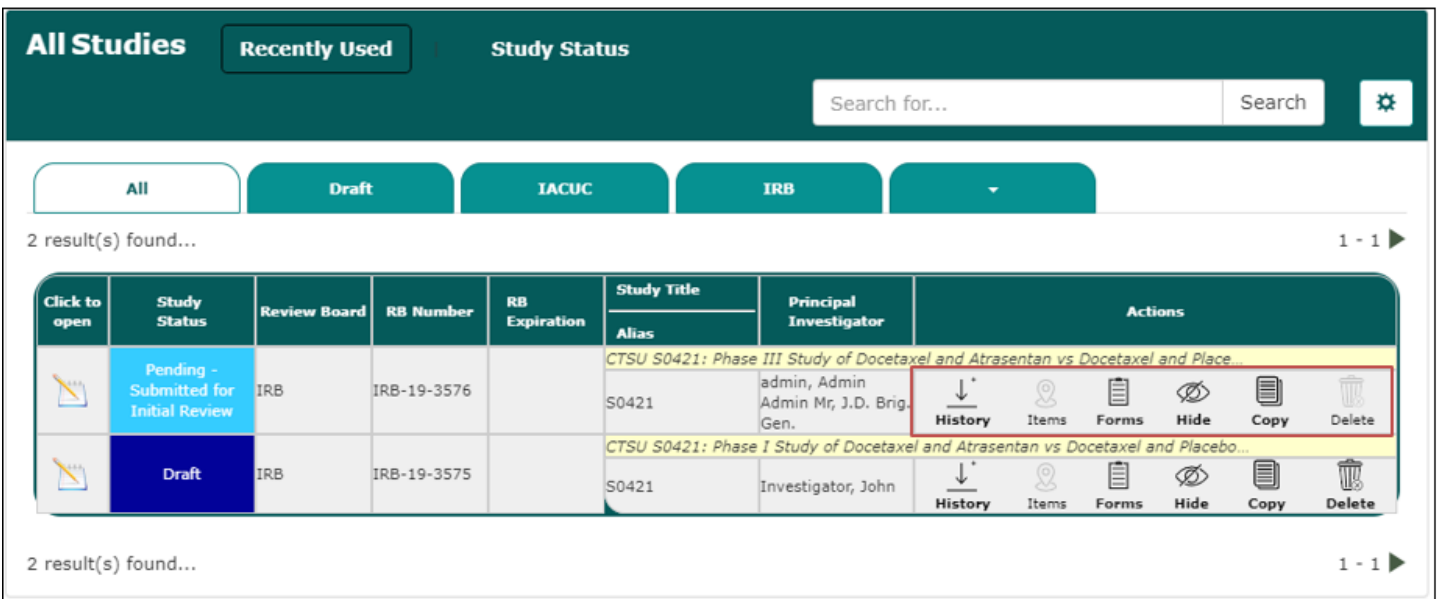 All Studies Recently Used Study Status
Search for... Search
All Draft IACUC IRB
2 result(s) found... 1 - 1
Click to open Study Status Review Board RB Number RB Expiration Study Title Alias Principal Investigator Actions
CTSU S0421: Phase III Study of Docetaxel and Atrasentan vs Docetaxel and Place...
Pending - Submitted for Initial Review IRB IRB-19-3576 S0421 admin, Admin Admin Mr, J.D. Brig. Gen.
History Items Forms Hide Copy Delete
CTSU S0421: Phase I Study of Docetaxel and Atrasentan vs Docetaxel and Placebo...
Draft IRB IRB-19-3575 S0421 Investigator, John
History Items Forms Hide Copy Delete
2 result(s) found... 1 - 1